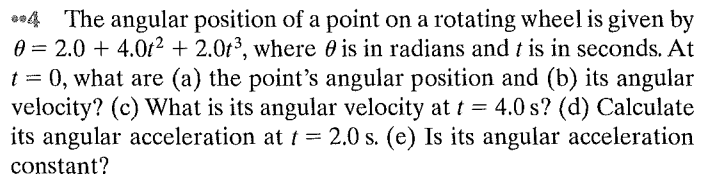 ••4 The angular position of a point on a rotating wheel is given by
θ = 2.0 + 4.0t² + 2.0t³, where θ is in radians and t is in seconds. At
t = 0, what are (a) the point's angular position and (b) its angular
velocity? (c) What is its angular velocity at t = 4.0 s? (d) Calculate
its angular acceleration at t = 2.0 s. (e) Is its angular acceleration
constant?